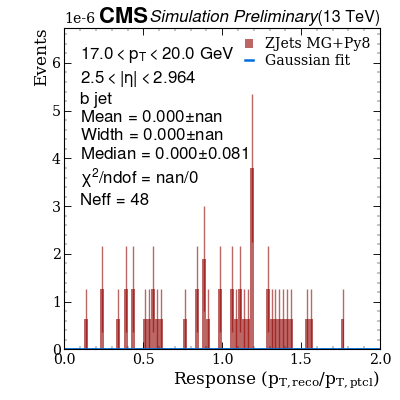 1e-6 CMS Simulation Preliminary (13 TeV)
Events
17.0 < p_T < 20.0 GeV
2.5 < |η| < 2.964
b jet
Mean = 0.000±nan
Width = 0.000±nan
Median = 0.000±0.081
χ²/ndof = nan/0
Neff = 48
ZJets MG+Py8
Gaussian fit
6
5
4
3
2
1
0
0.0 0.5 1.0 1.5 2.0
Response (p_T,reco/p_T,ptcl)